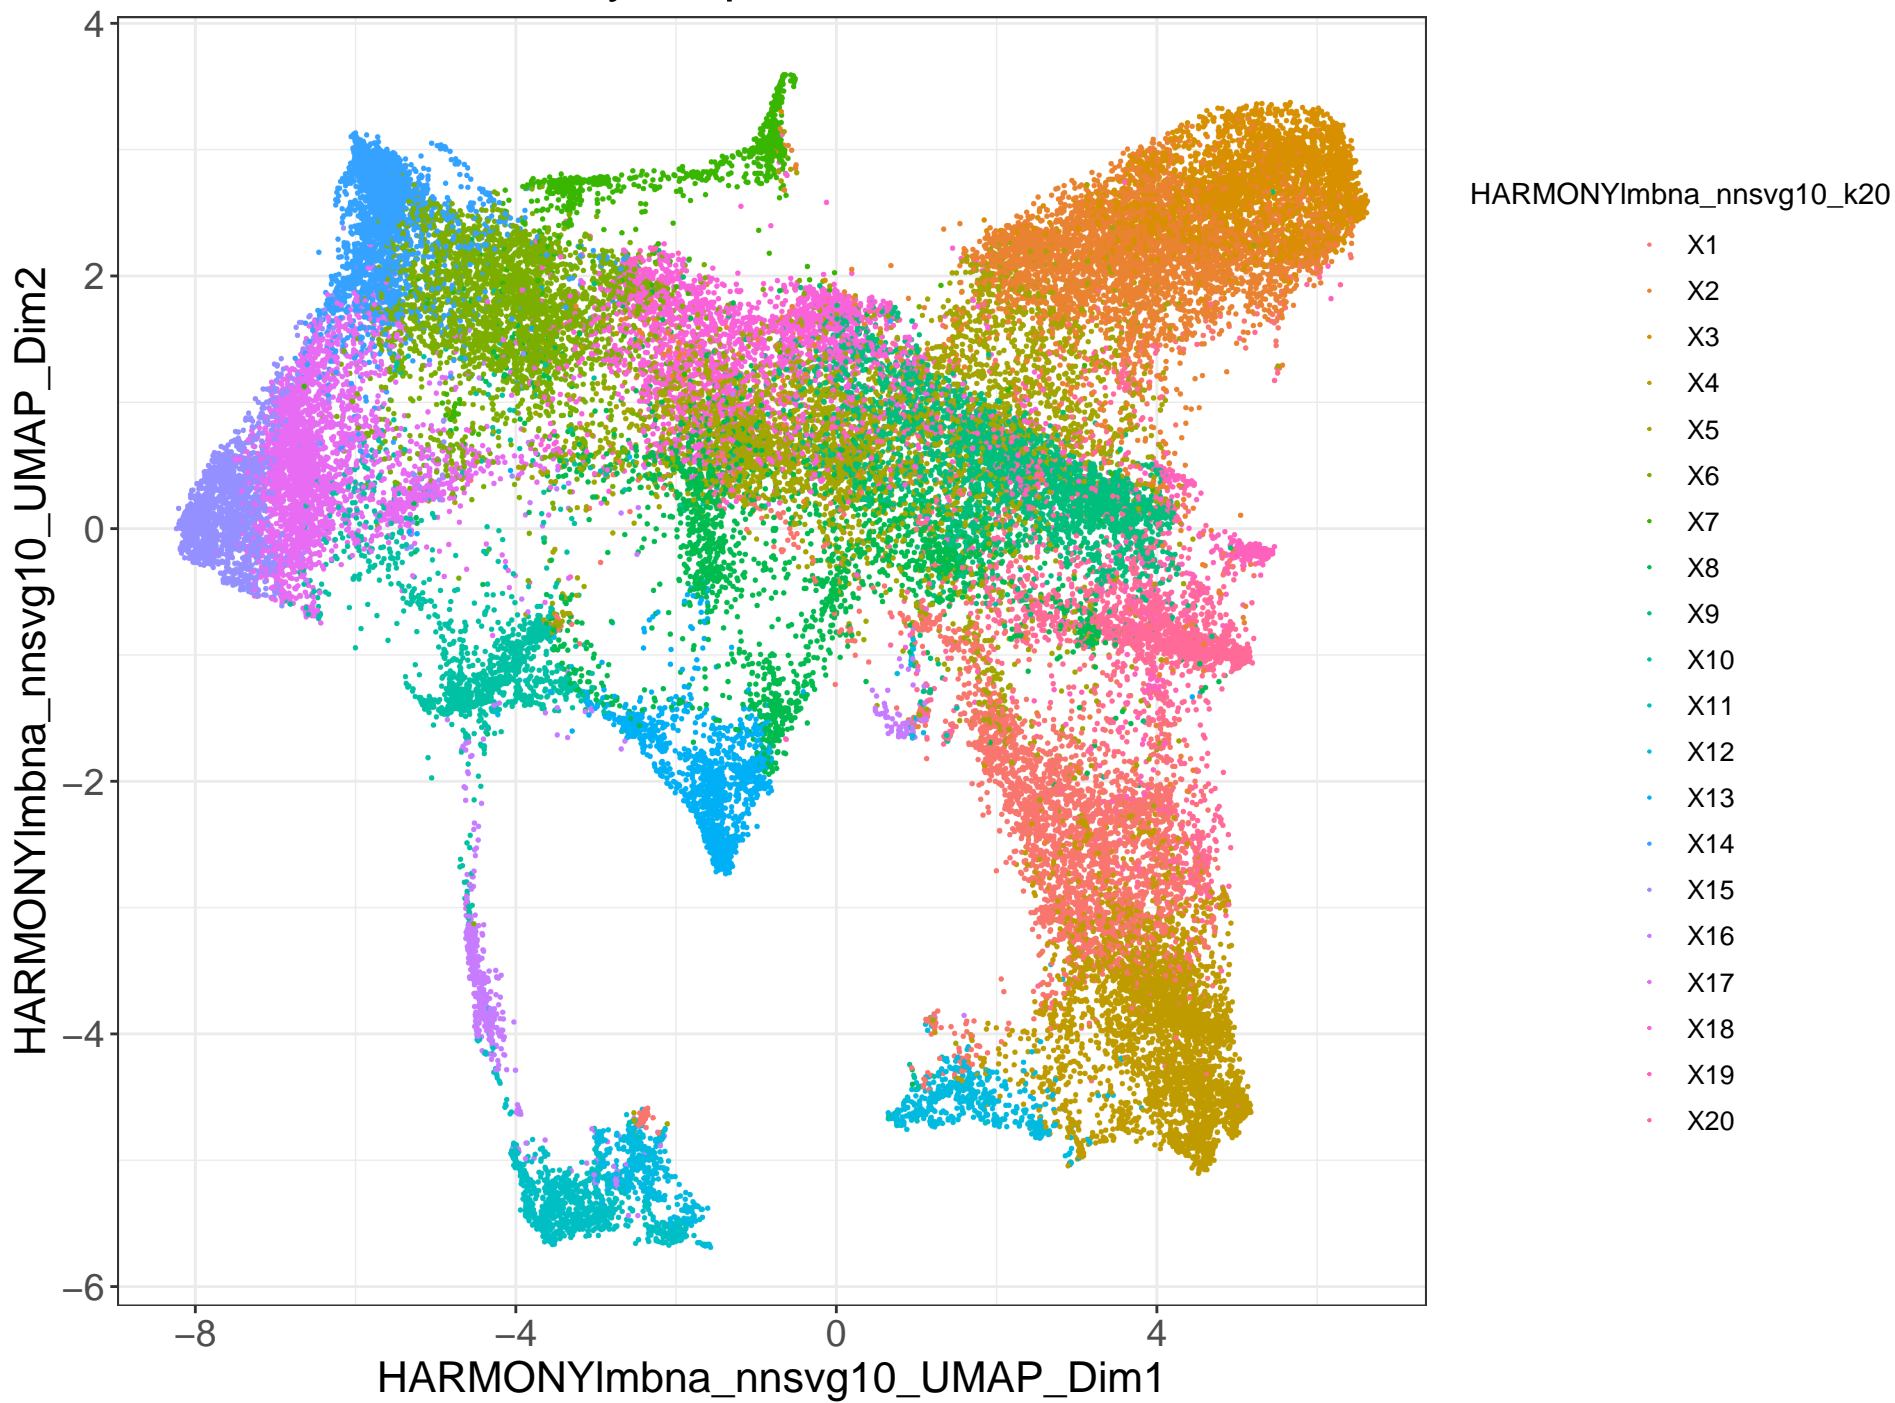 4
2
0
−2
−4
−6
−8
−4
0
4
HARMONYlmbna_nnsvg10_UMAP_Dim2
HARMONYlmbna_nnsvg10_UMAP_Dim1
HARMONYlmbna_nnsvg10_k20
X1
X2
X3
X4
X5
X6
X7
X8
X9
X10
X11
X12
X13
X14
X15
X16
X17
X18
X19
X20